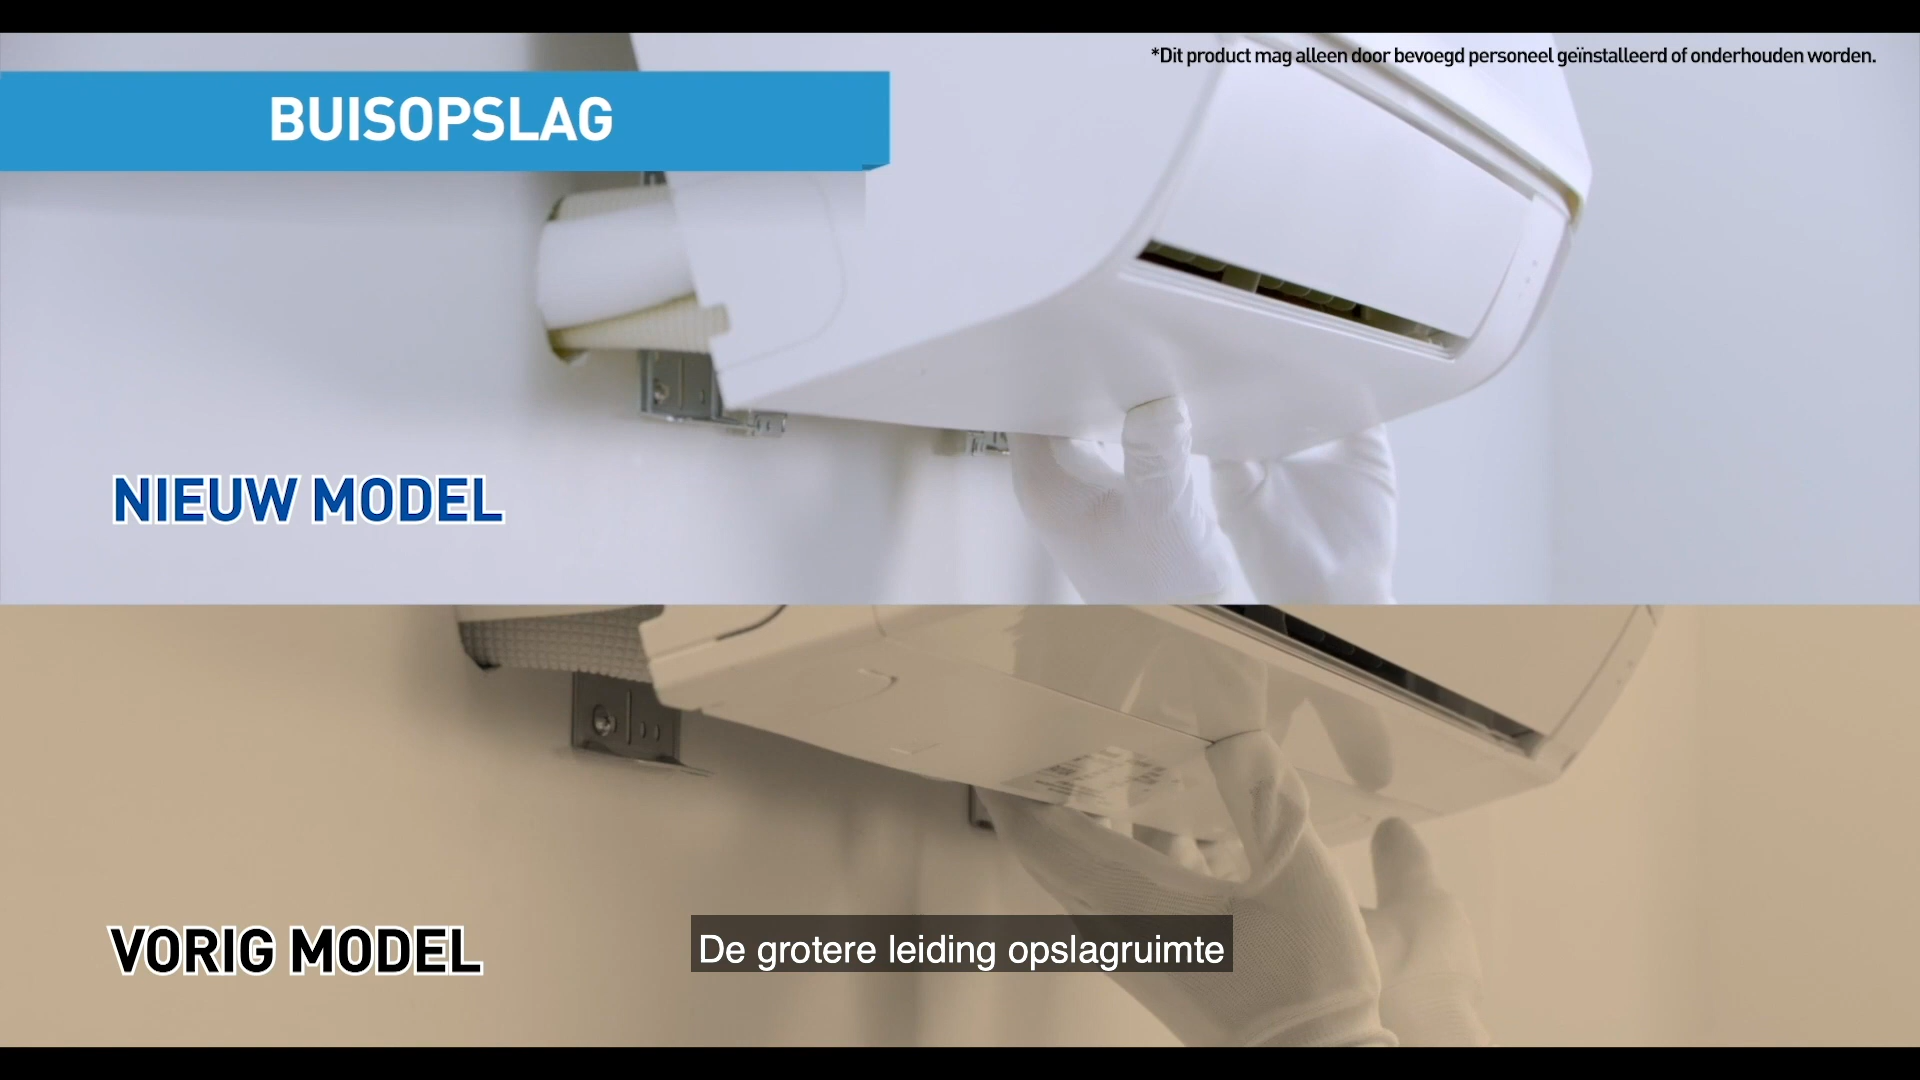 *Dit product mag alleen door bevoegd personeel geïnstalleerd of onderhouden worden.
BUISOPSLAG
NIEUW MODEL
VORIG MODEL
De grotere leiding opslagruimte